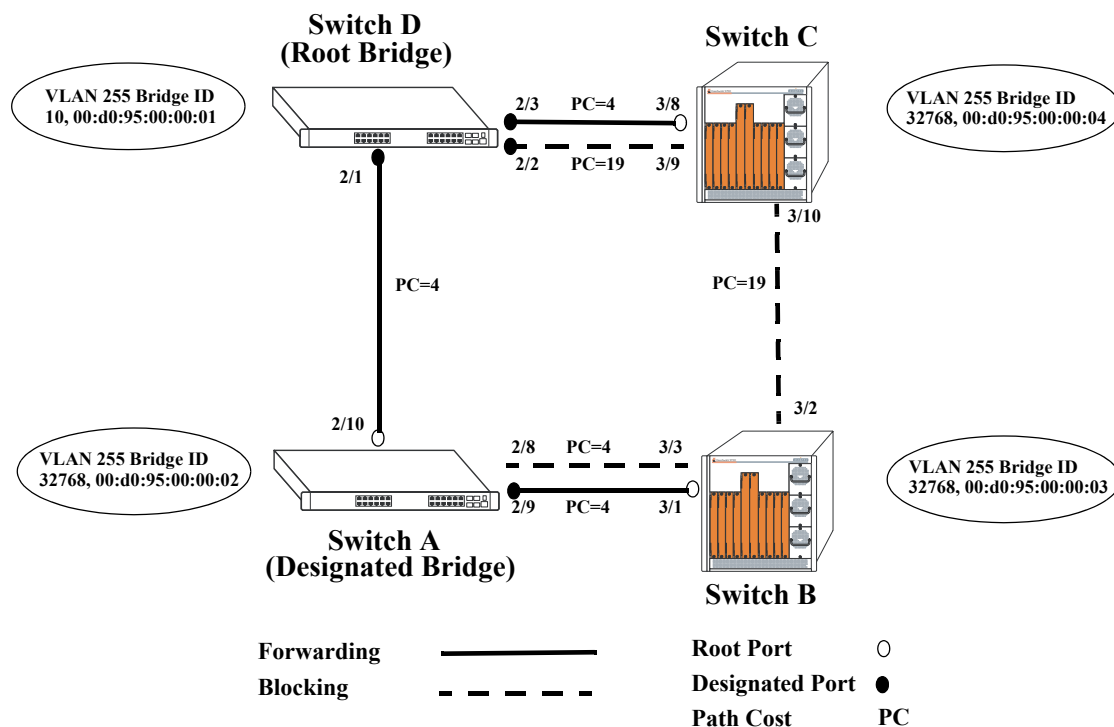 Switch D
(Root Bridge)
Switch C
VLAN 255 Bridge ID
10, 00:d0:95:00:00:01
2/3 PC=4 3/8
2/2 PC=19 3/9
VLAN 255 Bridge ID
32768, 00:d0:95:00:00:04
2/1
3/10
PC=4
PC=19
2/10
3/2
VLAN 255 Bridge ID
32768, 00:d0:95:00:00:02
2/8 PC=4 3/3
2/9 PC=4 3/1
VLAN 255 Bridge ID
32768, 00:d0:95:00:00:03
Switch A
(Designated Bridge)
Switch B
Forwarding
Blocking
Root Port
Designated Port
Path Cost PC